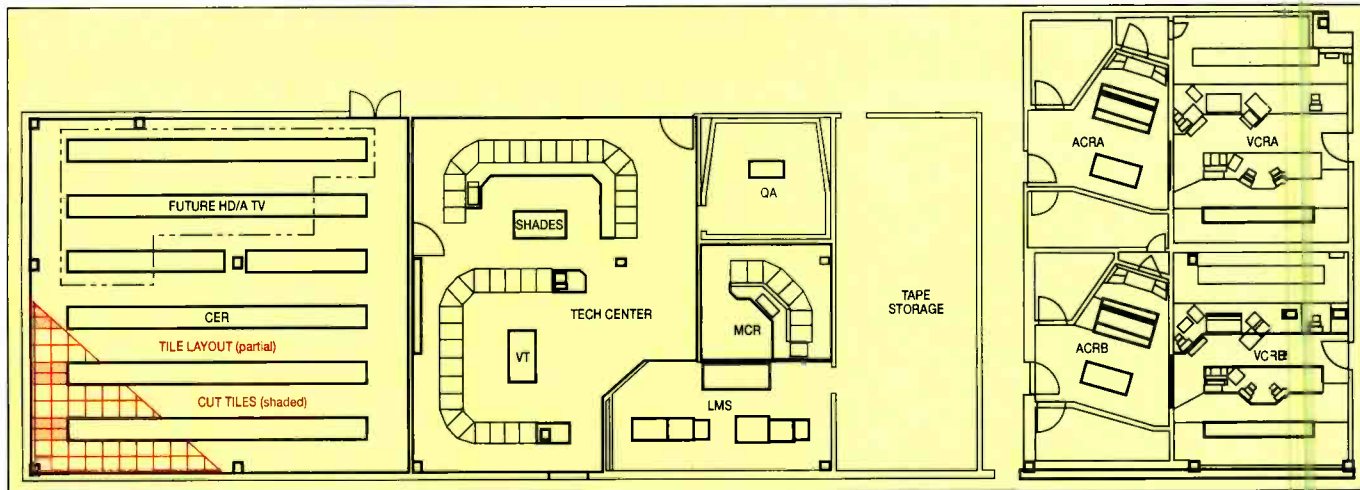 FUTURE HD/A TV
CER
TILE LAYOUT (partial)
CUT TILES (shaded)
SHADES
VT
TECH CENTER
QA
MCR
LMS
TAPE
STORAGE
ACRA
VCRA
ACRB
VCRB